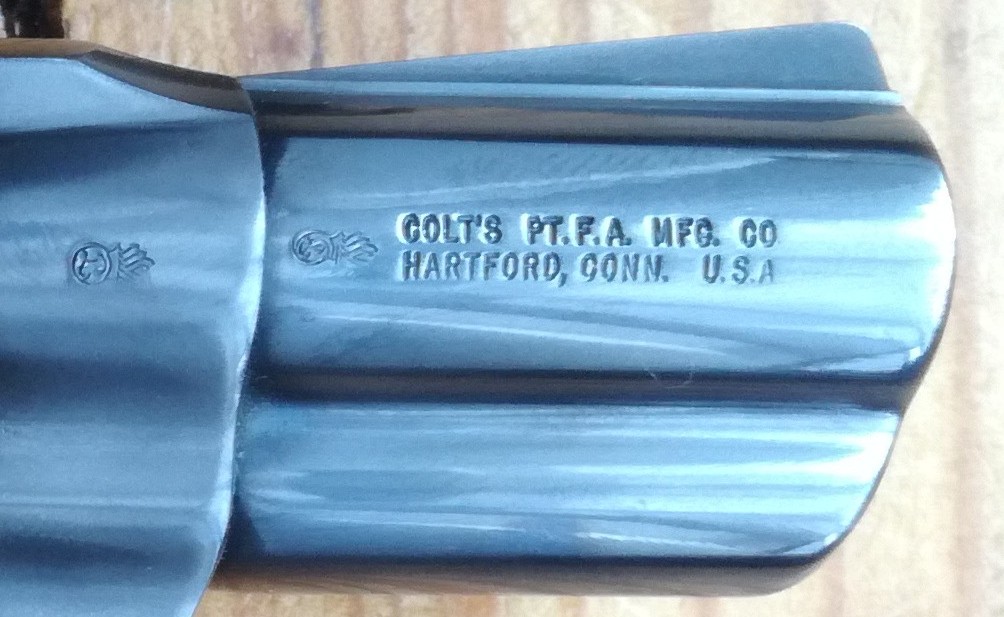 COLT'S PT.F.A. MFG. CO
HARTFORD, CONN. U.S.A